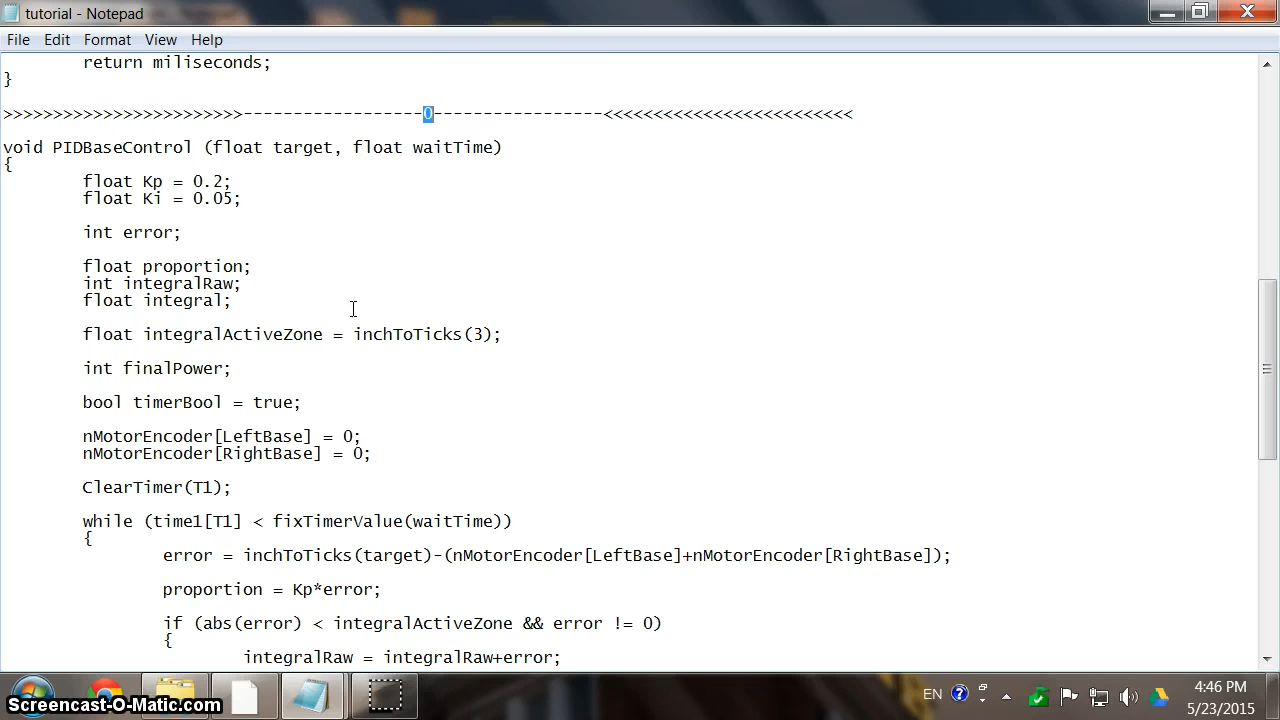 tutorial - Notepad
File Edit Format View Help
return miliseconds;
}
>>>>>>>>>>>>>>>>>>>>>>>>------------------0-----------------<<<<<<<<<<<<<<<<<<<<<<<<<
void PIDBaseControl (float target, float waitTime)
{
float Kp = 0.2;
float Ki = 0.05;
int error;
float proportion;
int integralRaw;
float integral;
float integralActiveZone = inchToTicks(3);
int finalPower;
bool timerBool = true;
nMotorEncoder[LeftBase] = 0;
nMotorEncoder[RightBase] = 0;
ClearTimer(T1);
while (time1[T1] < fixTimerValue(waitTime))
{
error = inchToTicks(target)-(nMotorEncoder[LeftBase]+nMotorEncoder[RightBase]);
proportion = Kp*error;
if (abs(error) < integralActiveZone && error != 0)
{
integralRaw = integralRaw+error;
EN
4:46 PM
5/23/2015
Screencast-O-Matic.com